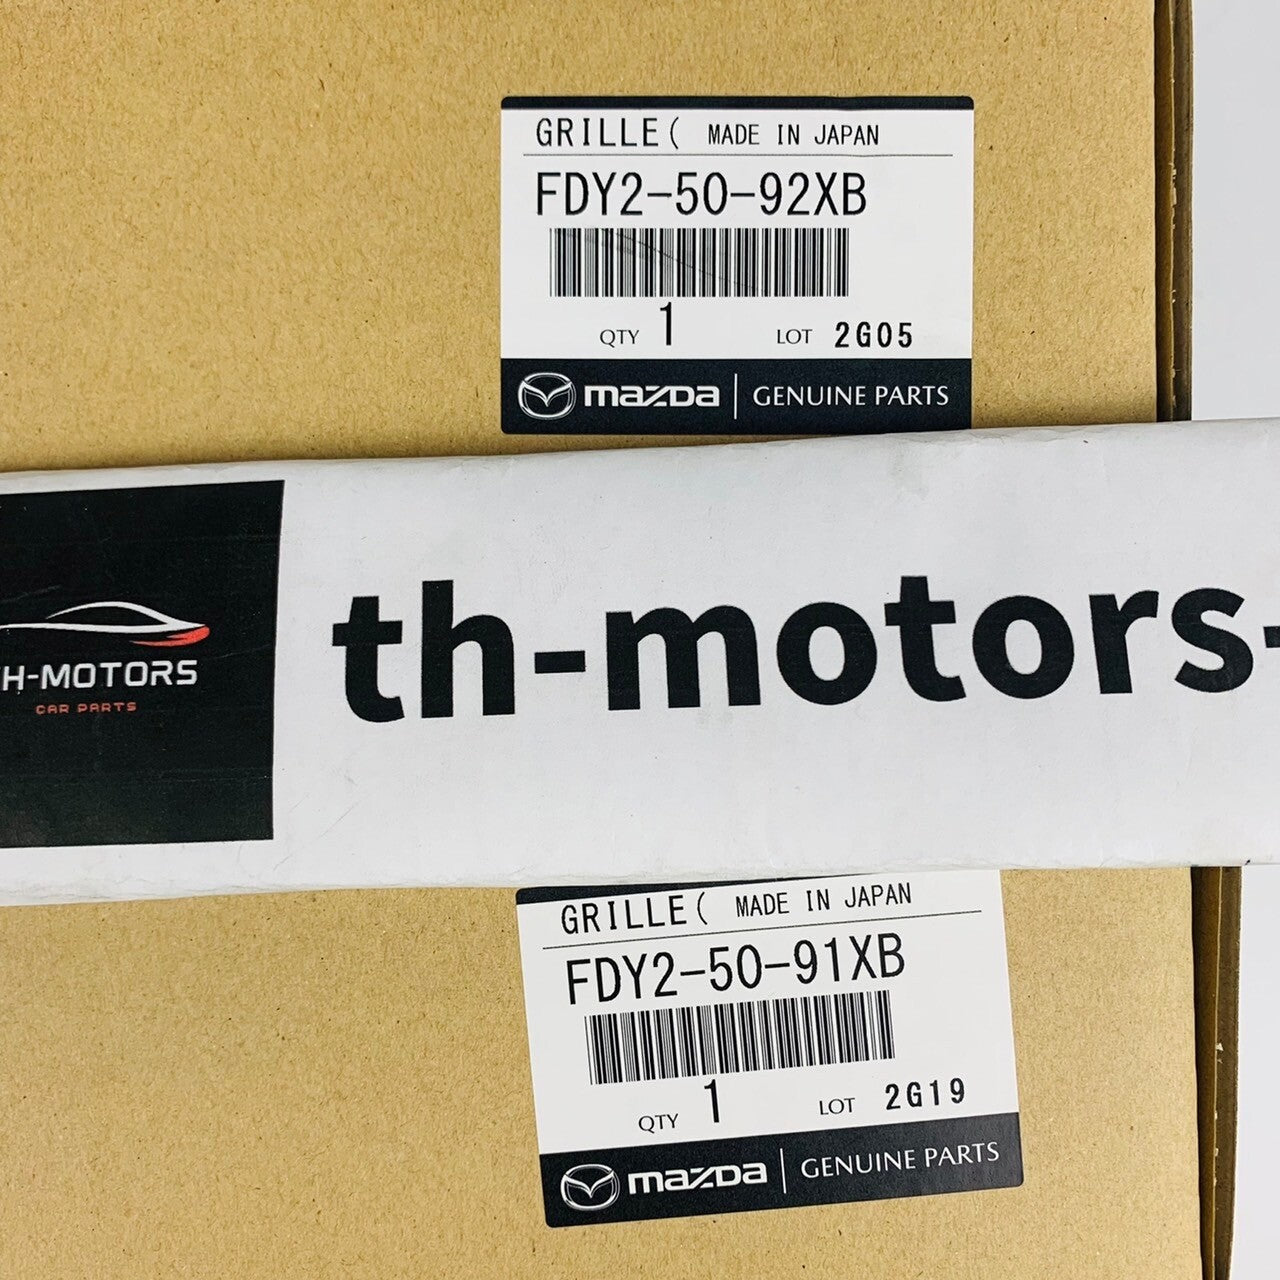 GRILLE( MADE IN JAPAN
FDY2-50-92XB
QTY 1 LOT 2G05
mazda | GENUINE PARTS
th-motors-
H-MOTORS
CAR PARTS
GRILLE( MADE IN JAPAN
FDY2-50-91XB
QTY 1 LOT 2G19
mazda | GENUINE PARTS